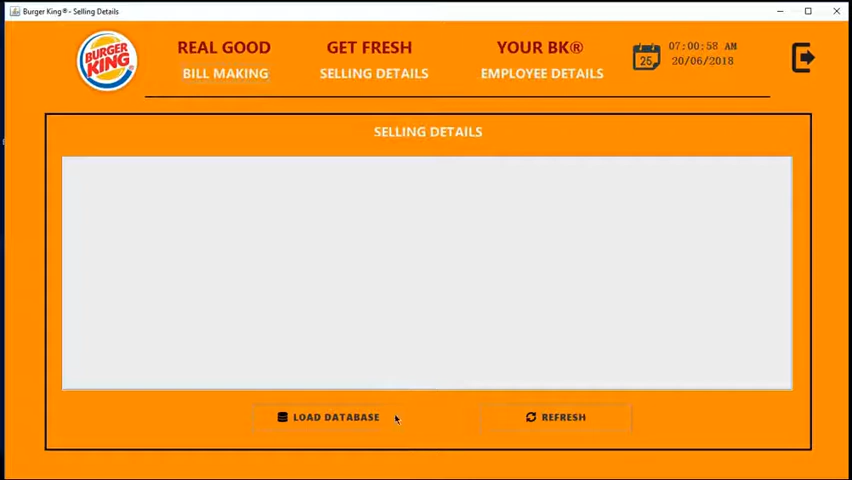 Burger King® - Selling Details
BURGER KING®
REAL GOOD
GET FRESH
YOUR BK®
BILL MAKING
SELLING DETAILS
EMPLOYEE DETAILS
25
07:00:58 AM
20/06/2018
SELLING DETAILS
LOAD DATABASE
REFRESH